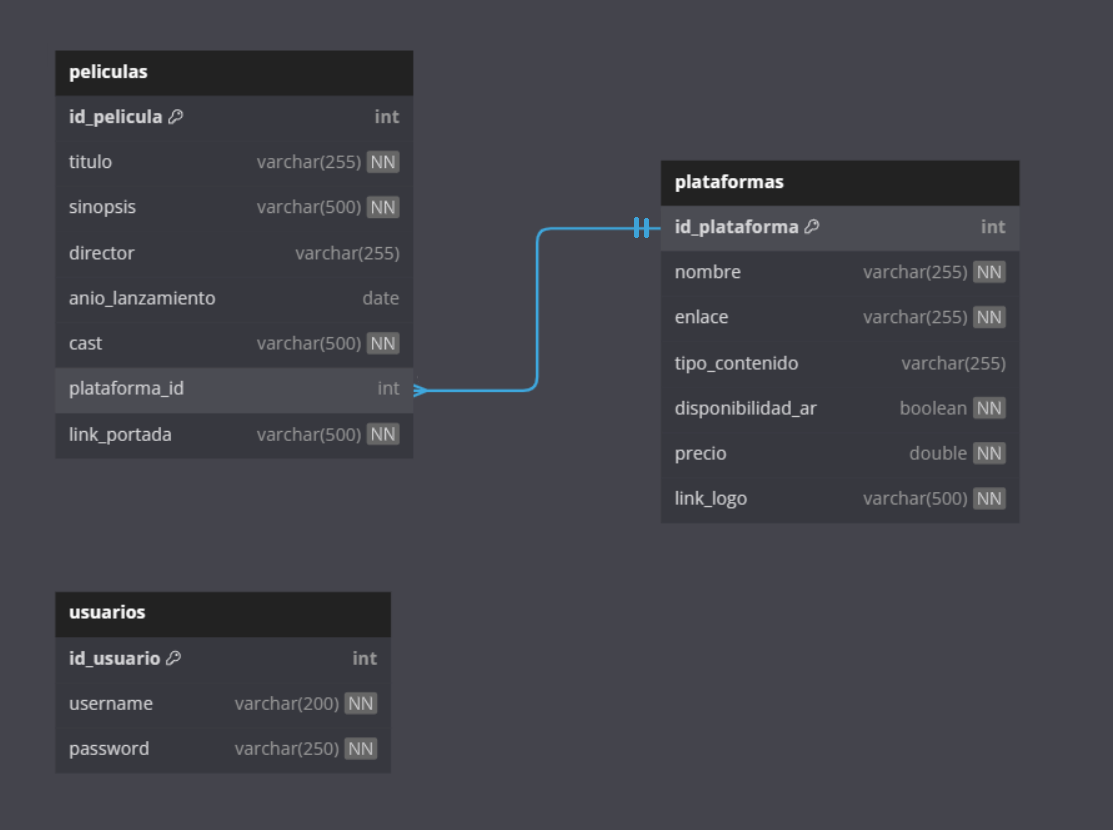 peliculas
id_pelicula int
titulo varchar(255) NN
sinopsis varchar(500) NN
director varchar(255)
anio_lanzamiento date
cast varchar(500) NN
plataforma_id int
link_portada varchar(500) NN
plataformas
id_plataforma int
nombre varchar(255) NN
enlace varchar(255) NN
tipo_contenido varchar(255)
disponibilidad_ar boolean NN
precio double NN
link_logo varchar(500) NN
usuarios
id_usuario int
username varchar(200) NN
password varchar(250) NN